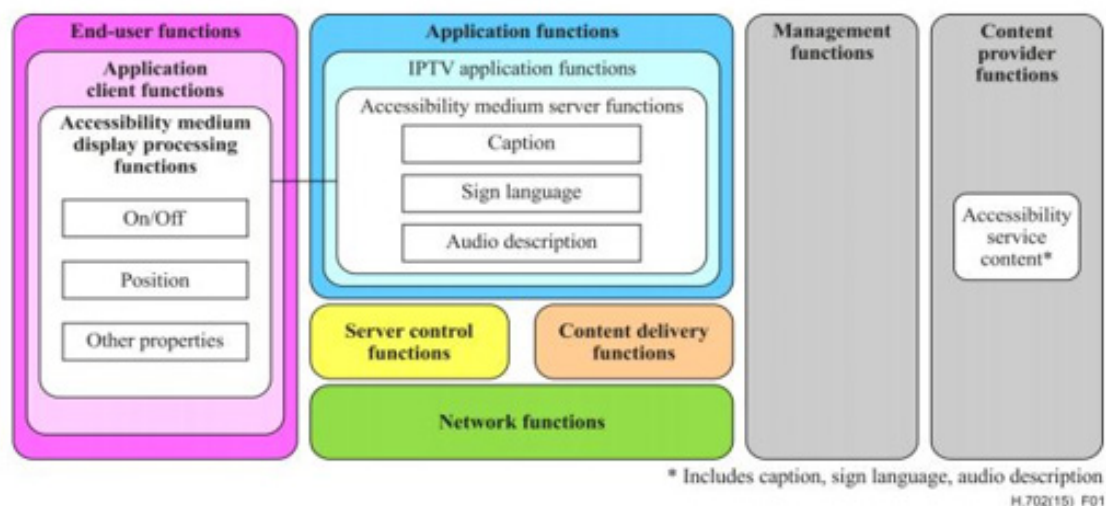 End-user functions
Application
client functions
Accessibility medium
display processing
functions
On/Off
Position
Other properties
Application functions
IPTV application functions
Accessibility medium server functions
Caption
Sign language
Audio description
Server control
functions
Content delivery
functions
Network functions
Management
functions
Content
provider
functions
Accessibility
service
content*
* Includes caption, sign language, audio description
H.702(15)_F01